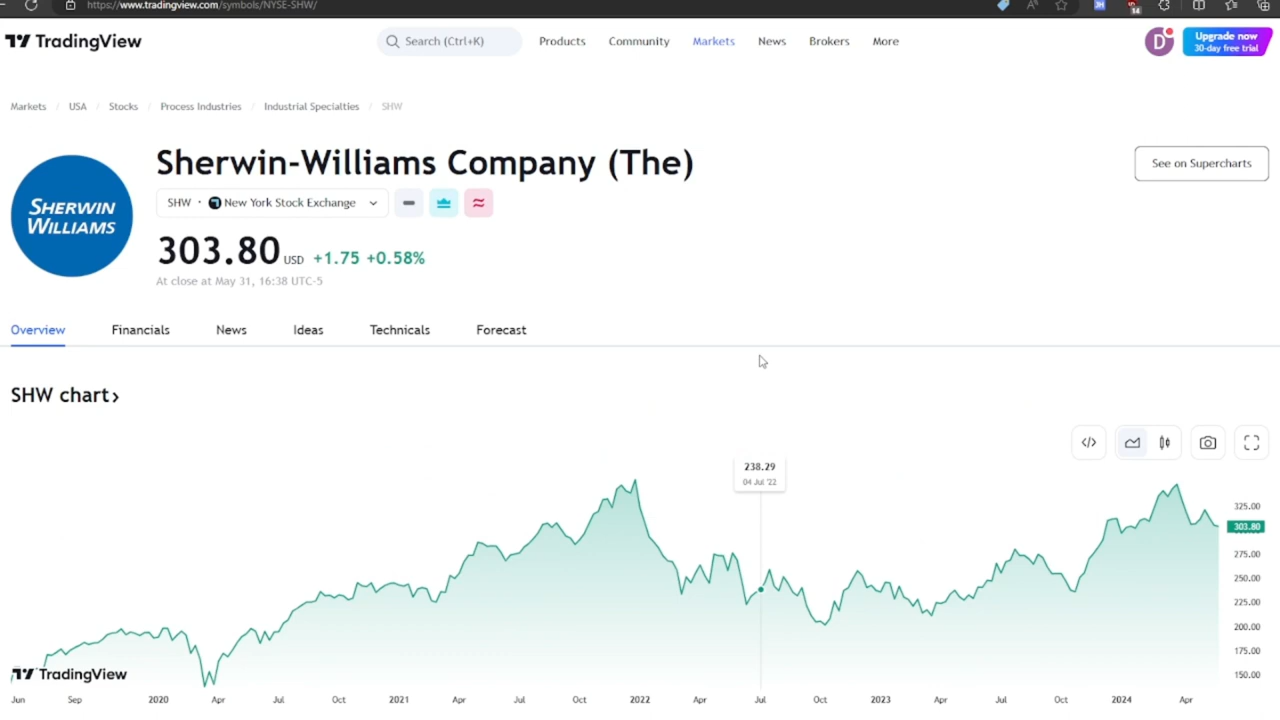 https://www.tradingview.com/symbols/NYSE-SHW/
14
TradingView
Search (Ctrl+K)
Products
Community
Markets
News
Brokers
More
D
Upgrade now
30-day free trial
Markets / USA / Stocks / Process Industries / Industrial Specialties / SHW
Sherwin-Williams Company (The)
See on Supercharts
SHERWIN
WILLIAMS
SHW • New York Stock Exchange
303.80 USD +1.75 +0.58%
At close at May 31, 16:38 UTC-5
Overview
Financials
News
Ideas
Technicals
Forecast
SHW chart›
238.29
04 Jul '22
325.00
303.80
275.00
250.00
225.00
200.00
175.00
150.00
TradingView
Jun Sep 2020 Apr Jul Oct 2021 Apr Jul Oct 2022 Apr Jul Oct 2023 Apr Jul Oct 2024 Apr